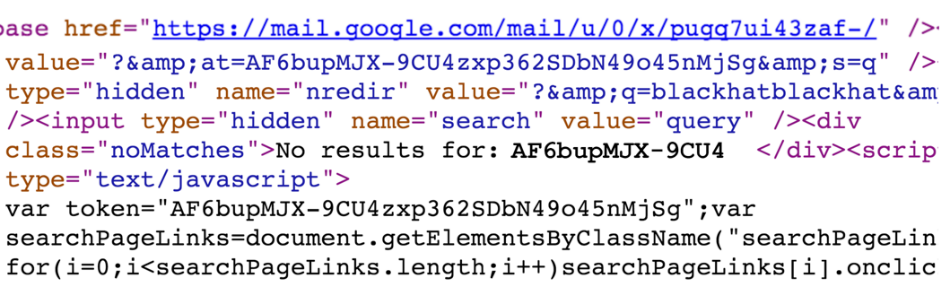 base href="https://mail.google.com/mail/u/0/x/pugq7ui43zaf-/" />
value="?&amp;at=AF6bupMJX-9CU4zxp362SDbN49o45nMjSg&amp;s=q" />
type="hidden" name="nredir" value="?&amp;q=blackhatblackhat&am
/><input type="hidden" name="search" value="query" /><div
class="noMatches">No results for: AF6bupMJX-9CU4 </div><scrip
type="text/javascript">
var token="AF6bupMJX-9CU4zxp362SDbN49o45nMjSg";var
searchPageLinks=document.getElementsByClassName("searchPageLin
for(i=0;i<searchPageLinks.length;i++)searchPageLinks[i].onclic